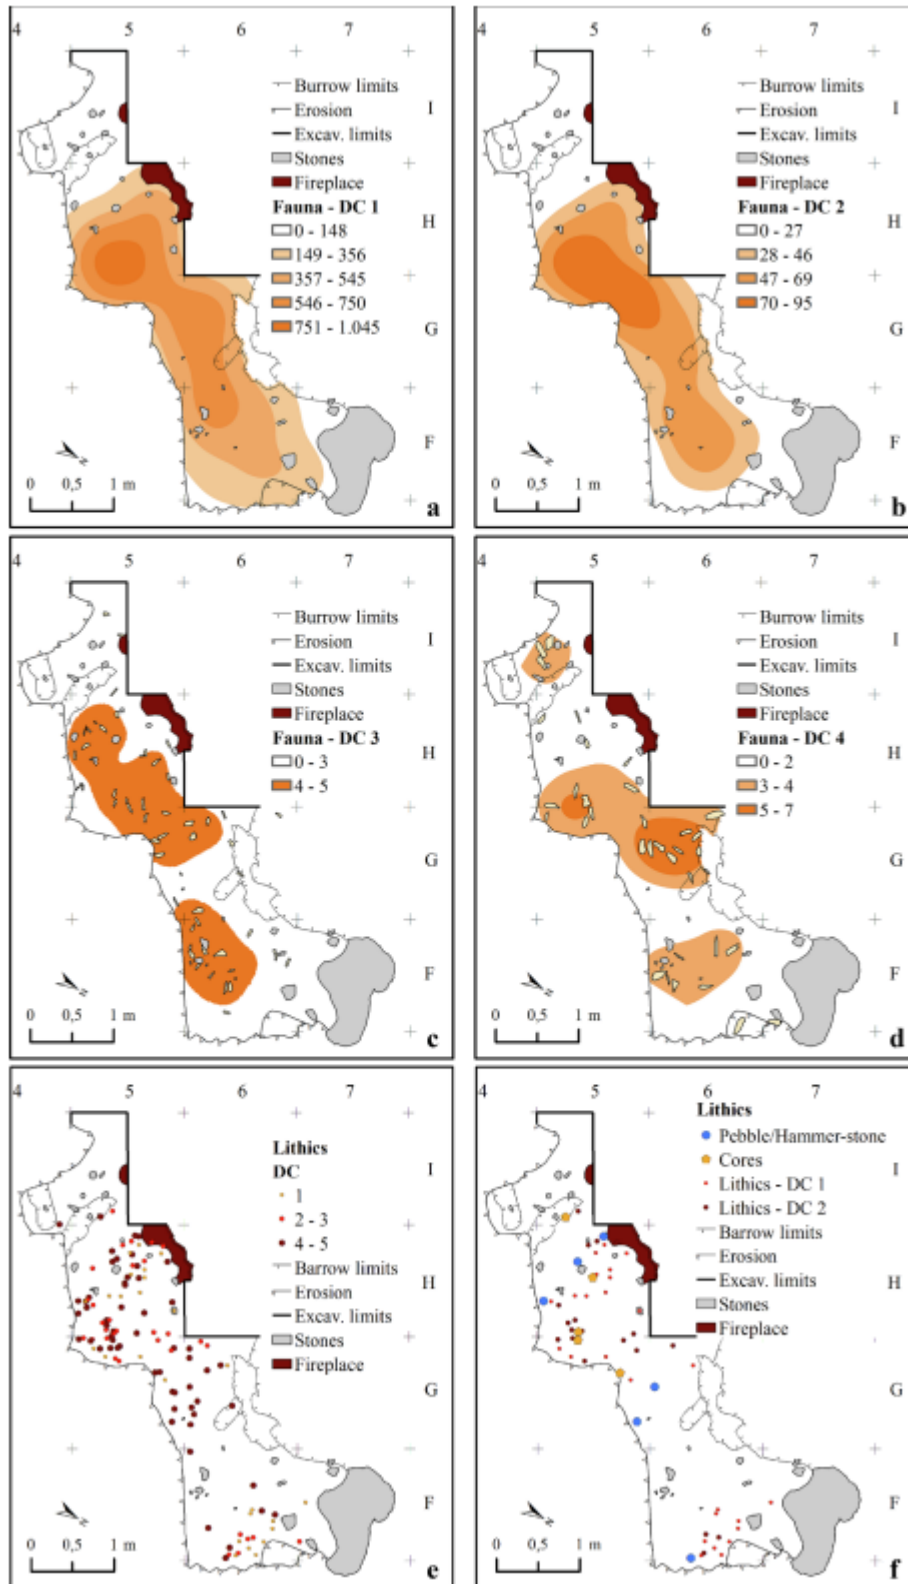 4 5 6 7
Burrow limits
Erosion
Excav. limits
Stones
Fireplace
Fauna - DC 1
0 - 148
149 - 356
357 - 545
546 - 750
751 - 1.045
I
H
G
F
N
0 0,5 1 m
a
4 5 6 7
Burrow limits
Erosion
Excav. limits
Stones
Fireplace
Fauna - DC 2
0 - 27
28 - 46
47 - 69
70 - 95
I
H
G
F
N
0 0,5 1 m
b
4 5 6 7
Burrow limits
Erosion
Excav. limits
Stones
Fireplace
Fauna - DC 3
0 - 3
4 - 5
I
H
G
F
N
0 0,5 1 m
c
4 5 6 7
Burrow limits
Erosion
Excav. limits
Stones
Fireplace
Fauna - DC 4
0 - 2
3 - 4
5 - 7
I
H
G
F
N
0 0,5 1 m
d
4 5 6 7
Lithics
DC
1
2 - 3
4 - 5
Barrow limits
Erosion
Excav. limits
Stones
Fireplace
I
H
G
F
N
0 0,5 1 m
e
4 5 6 7
Lithics
Pebble/Hammer-stone
Cores
Lithics - DC 1
Lithics - DC 2
Barrow limits
Erosion
Excav. limits
Stones
Fireplace
I
H
G
F
N
0 0,5 1 m
f